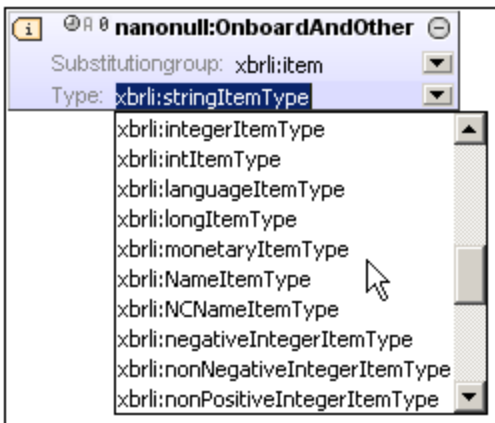 i nanonull:OnboardAndOther
Substitutiongroup: xbrli:item
Type: xbrli:stringItemType
xbrli:integerItemType
xbrli:intItemType
xbrli:languageItemType
xbrli:longItemType
xbrli:monetaryItemType
xbrli:NameItemType
xbrli:NCNameItemType
xbrli:negativeIntegerItemType
xbrli:nonNegativeIntegerItemType
xbrli:nonPositiveIntegerItemType